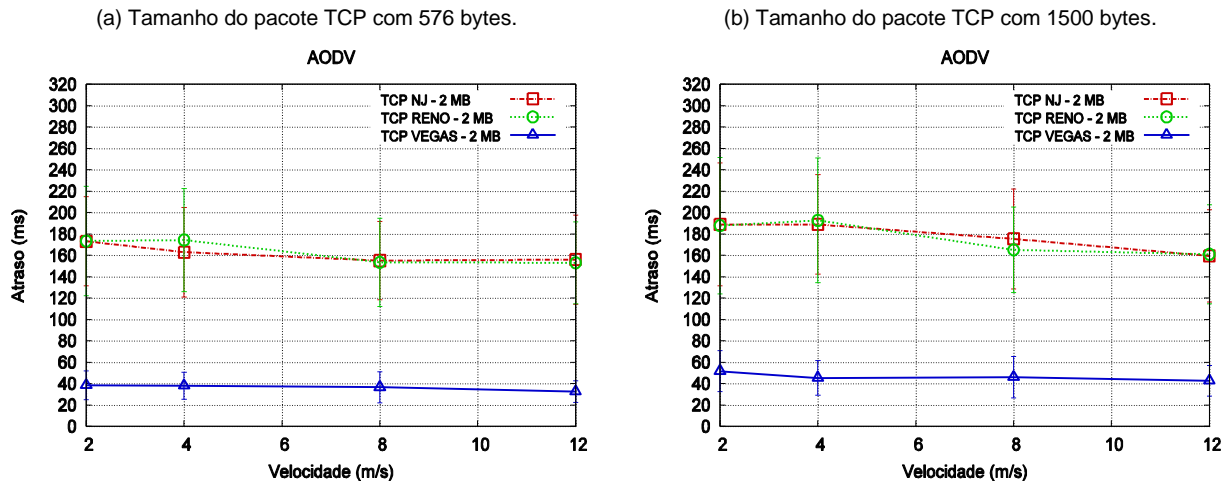 (a) Tamanho do pacote TCP com 576 bytes.
AODV
320
300
280
260
240
220
200
180
160
140
120
100
80
60
40
20
0
Atraso (ms)
TCP NJ - 2 MB
TCP RENO - 2 MB
TCP VEGAS - 2 MB
2 4 6 8 10 12
Velocidade (m/s)
(b) Tamanho do pacote TCP com 1500 bytes.
AODV
320
300
280
260
240
220
200
180
160
140
120
100
80
60
40
20
0
Atraso (ms)
TCP NJ - 2 MB
TCP RENO - 2 MB
TCP VEGAS - 2 MB
2 4 6 8 10 12
Velocidade (m/s)